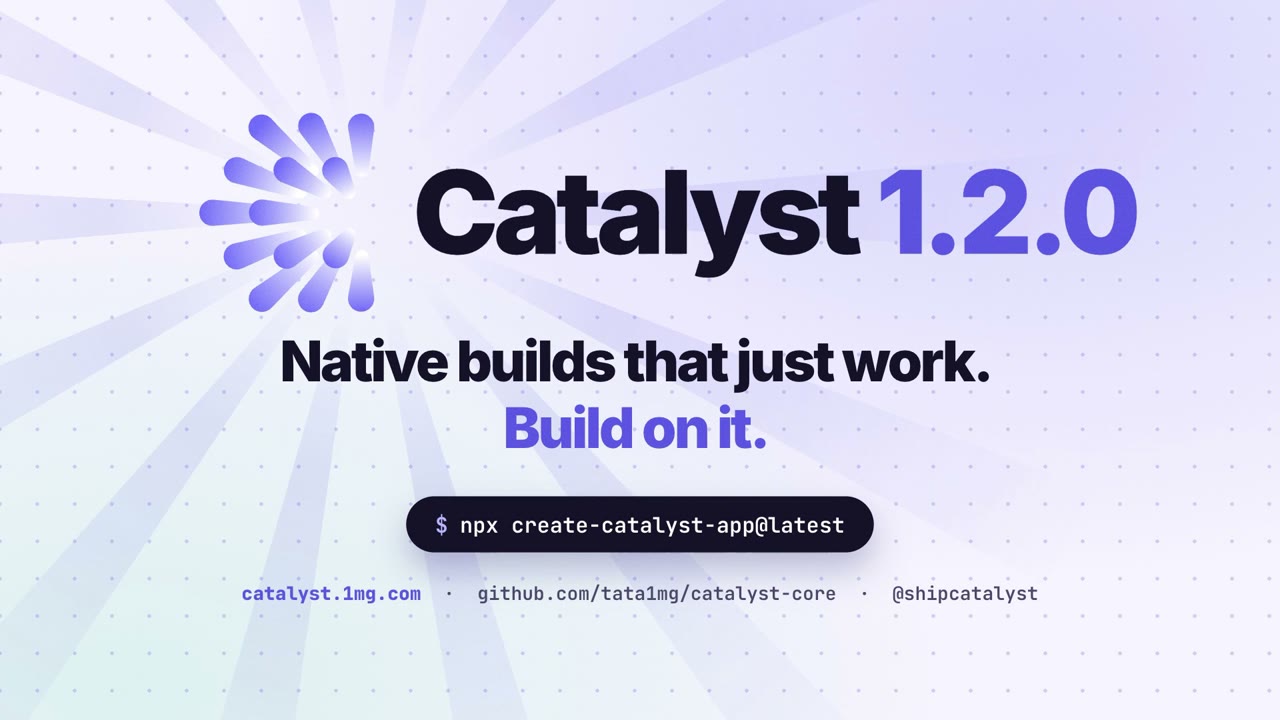 Catalyst 1.2.0
Native builds that just work.
Build on it.
$ npx create-catalyst-app@latest
catalyst.1mg.com · github.com/tata1mg/catalyst-core · @shipcatalyst